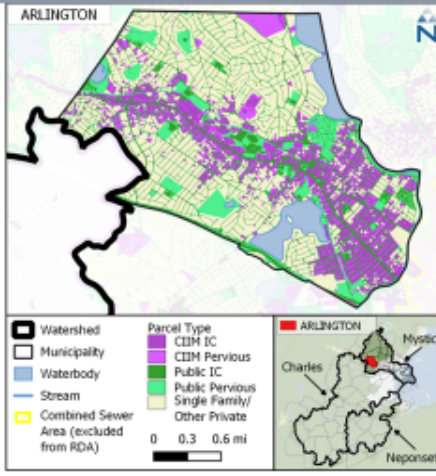 ARLINGTON
N
Watershed
Municipality
Waterbody
Stream
Combined Sewer
Area (excluded
from RDA)
Parcel Type
CIIM IC
CIIM Pervious
Public IC
Public Pervious
Single Family/
Other Private
0 0.3 0.6 mi
ARLINGTON
Mystic
Charles
Neponset